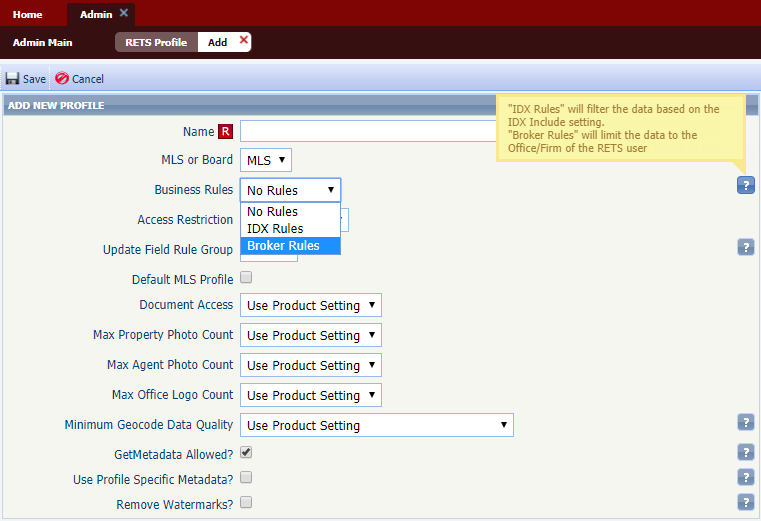 Home Admin
Admin Main RETS Profile Add
Save Cancel
ADD NEW PROFILE
"IDX Rules" will filter the data based on the
IDX Include setting.
"Broker Rules" will limit the data to the
Office/Firm of the RETS user
Name R
MLS or Board MLS
Business Rules No Rules ?
No Rules
IDX Rules
Broker Rules
Access Restriction
Update Field Rule Group ?
Default MLS Profile
Document Access Use Product Setting
Max Property Photo Count Use Product Setting
Max Agent Photo Count Use Product Setting
Max Office Logo Count Use Product Setting
Minimum Geocode Data Quality Use Product Setting ?
GetMetadata Allowed? ?
Use Profile Specific Metadata? ?
Remove Watermarks? ?